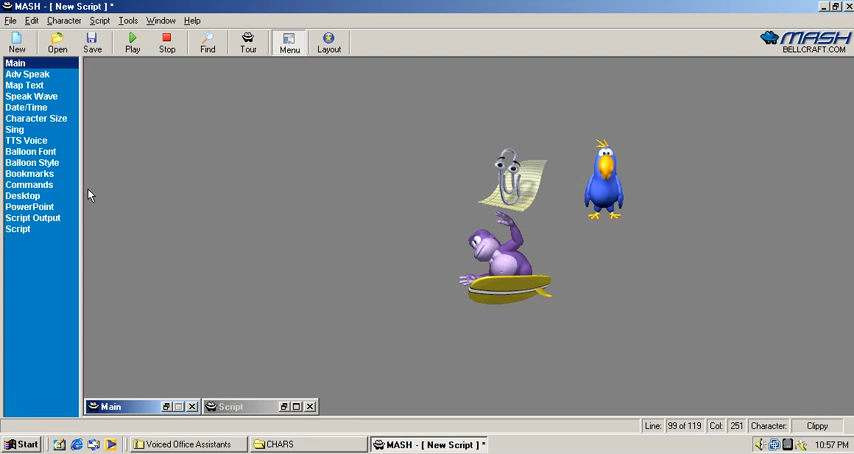 MASH - [ New Script ] *
File Edit Character Script Tools Window Help
New Open Save Play Stop Find Tour Menu Layout
MASH
BELLCRAFT.COM
Main
Adv Speak
Map Text
Speak Wave
Date/Time
Character Size
Sing
TTS Voice
Balloon Font
Balloon Style
Bookmarks
Commands
Desktop
PowerPoint
Script Output
Script
Main Script
Line: 99 of 119 Col: 251 Character: Clippy
Start Voiced Office Assistants CHARS MASH - [ New Script ] * 10:57 PM